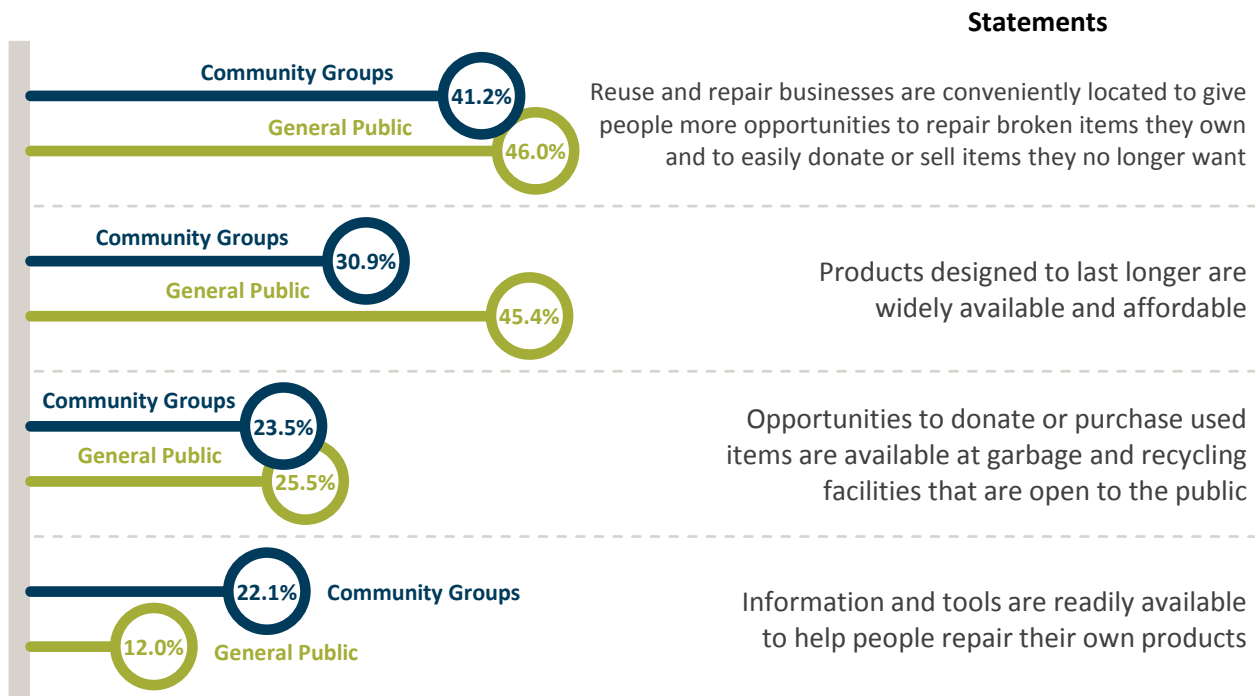 Statements
Community Groups
41.2%
General Public
46.0%
Reuse and repair businesses are conveniently located to give
people more opportunities to repair broken items they own
and to easily donate or sell items they no longer want
Community Groups
30.9%
General Public
45.4%
Products designed to last longer are
widely available and affordable
Community Groups
23.5%
General Public
25.5%
Opportunities to donate or purchase used
items are available at garbage and recycling
facilities that are open to the public
22.1%
Community Groups
12.0%
General Public
Information and tools are readily available
to help people repair their own products